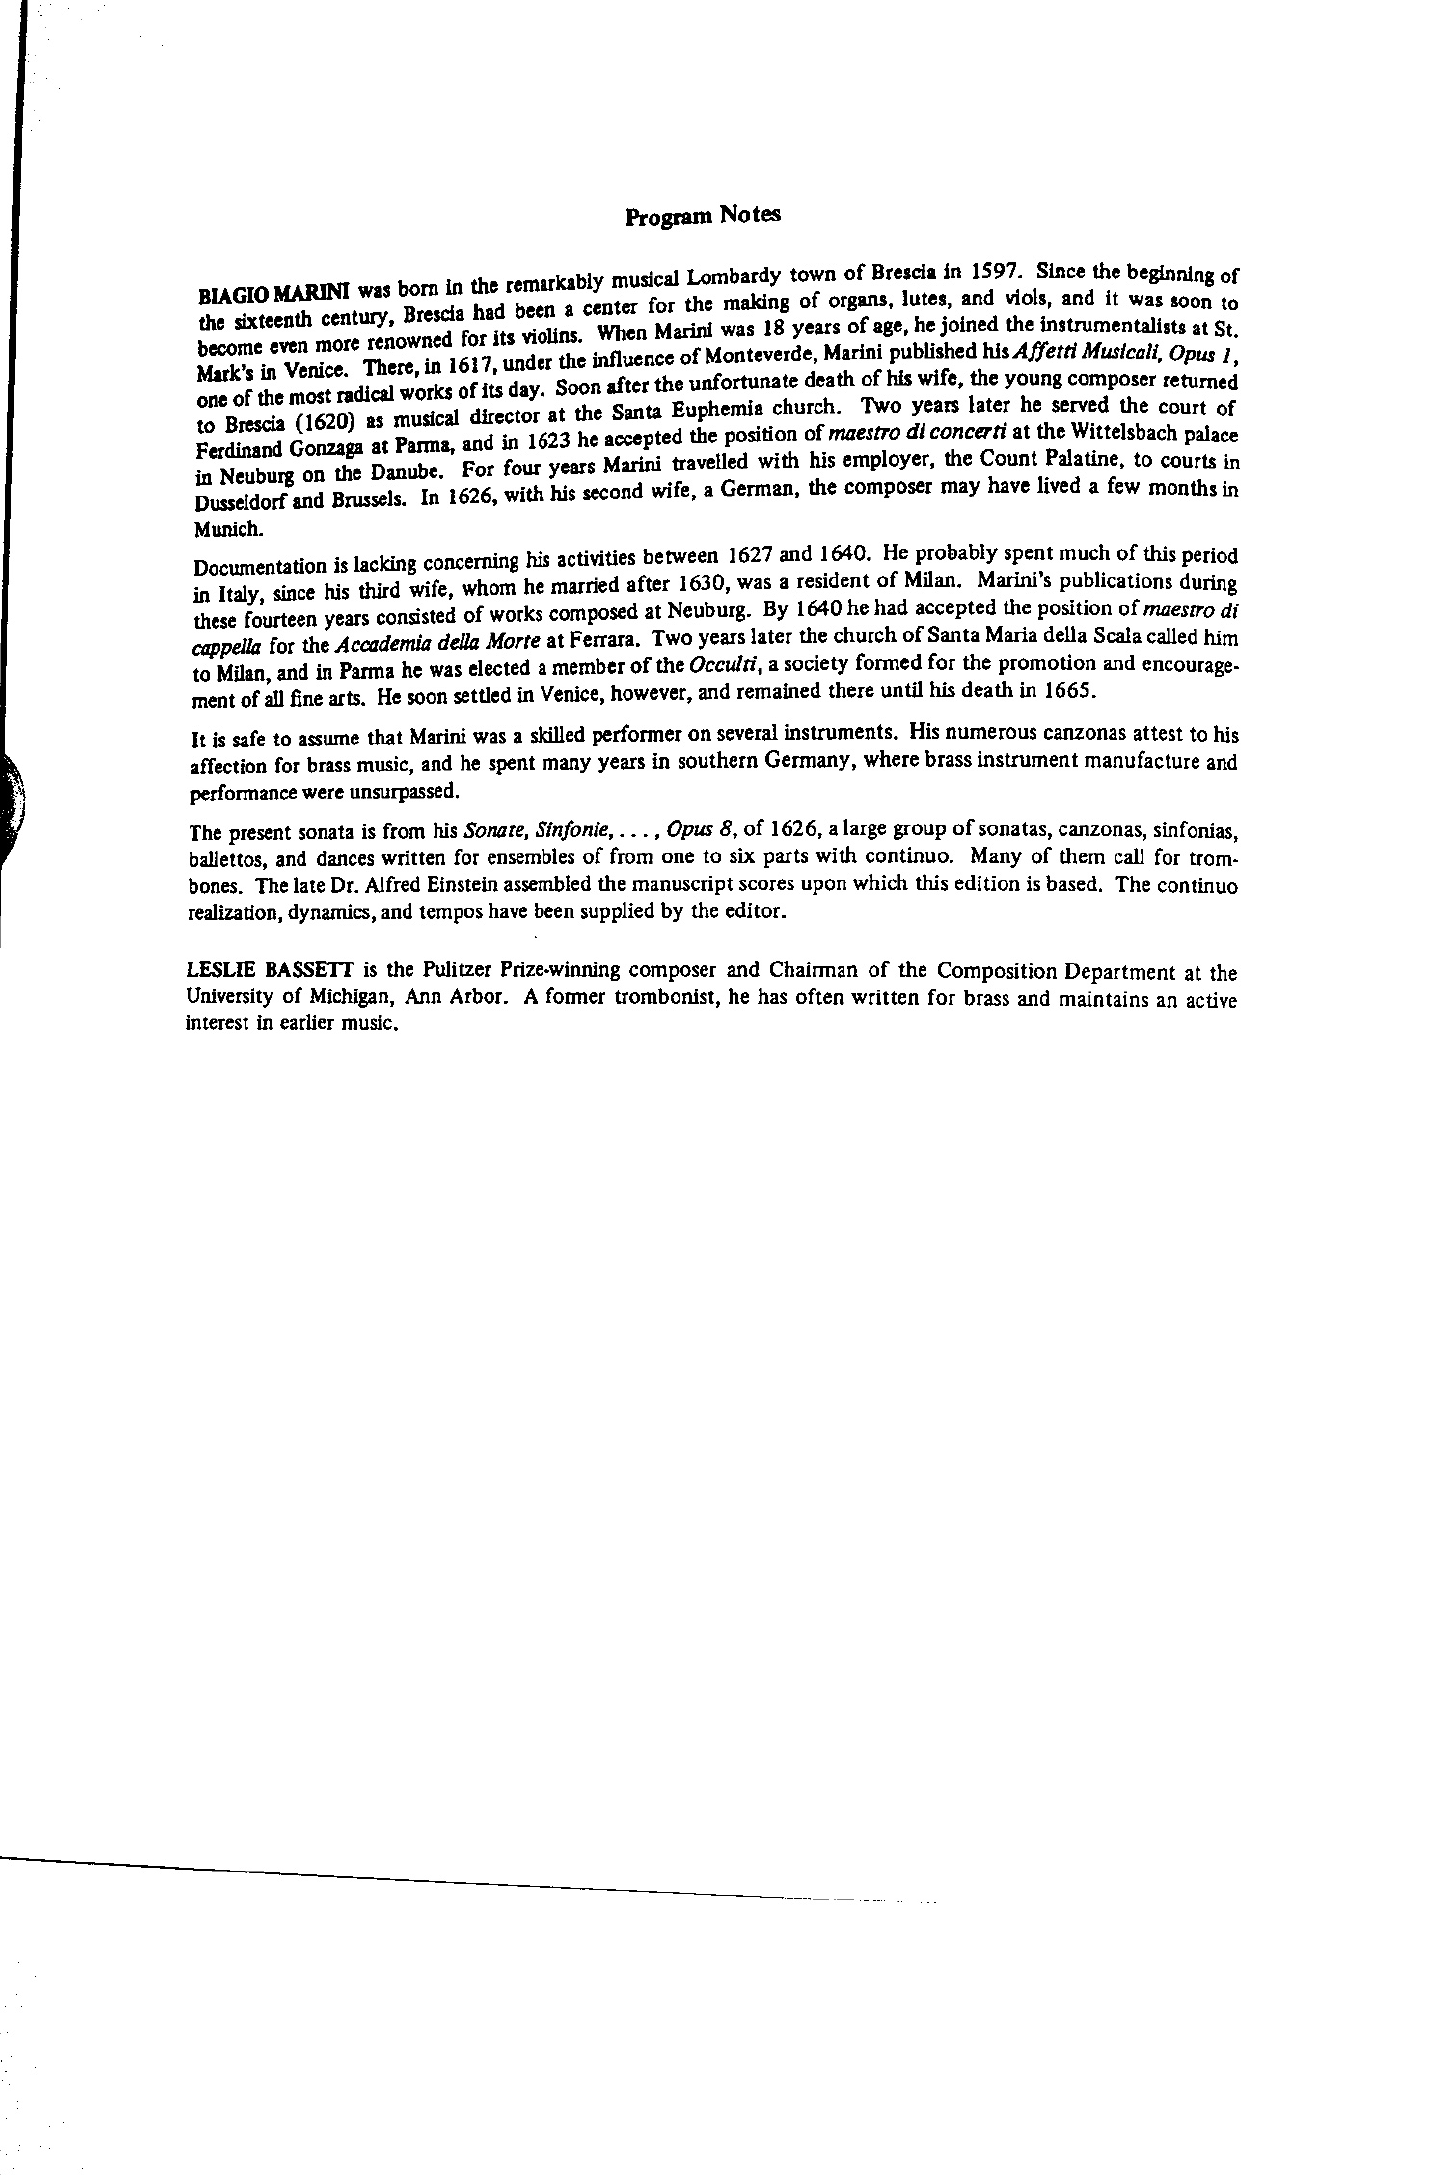 Program Notes
BIAGIO MARINI was born in the remarkably musical Lombardy town of Brescia in 1597. Since the beginning of
the sixteenth century, Brescia had been a center for the making of organs, lutes, and viols, and it was soon to
become even more renowned for its violins. When Marini was 18 years of age, he joined the instrumentalists at St.
Mark's in Venice. There, in 1617, under the influence of Monteverde, Marini published his Affetti Musicali, Opus 1,
one of the most radical works of its day. Soon after the unfortunate death of his wife, the young composer returned
to Brescia (1620) as musical director at the Santa Euphemia church. Two years later he served the court of
Ferdinand Gonzaga at Parma, and in 1623 he accepted the position of maestro di concerti at the Wittelsbach palace
in Neuburg on the Danube. For four years Marini travelled with his employer, the Count Palatine, to courts in
Dusseldorf and Brussels. In 1626, with his second wife, a German, the composer may have lived a few months in
Munich.
Documentation is lacking concerning his activities between 1627 and 1640. He probably spent much of this period
in Italy, since his third wife, whom he married after 1630, was a resident of Milan. Marini's publications during
these fourteen years consisted of works composed at Neuburg. By 1640 he had accepted the position of maestro di
cappella for the Accademia della Morte at Ferrara. Two years later the church of Santa Maria della Scala called him
to Milan, and in Parma he was elected a member of the Occulti, a society formed for the promotion and encourage-
ment of all fine arts. He soon settled in Venice, however, and remained there until his death in 1665.
It is safe to assume that Marini was a skilled performer on several instruments. His numerous canzonas attest to his
affection for brass music, and he spent many years in southern Germany, where brass instrument manufacture and
performance were unsurpassed.
The present sonata is from his Sonate, Sinfonie, . . . , Opus 8, of 1626, a large group of sonatas, canzonas, sinfonias,
ballettos, and dances written for ensembles of from one to six parts with continuo. Many of them call for trom-
bones. The late Dr. Alfred Einstein assembled the manuscript scores upon which this edition is based. The continuo
realization, dynamics, and tempos have been supplied by the editor.
LESLIE BASSETT is the Pulitzer Prize-winning composer and Chairman of the Composition Department at the
University of Michigan, Ann Arbor. A former trombonist, he has often written for brass and maintains an active
interest in earlier music.